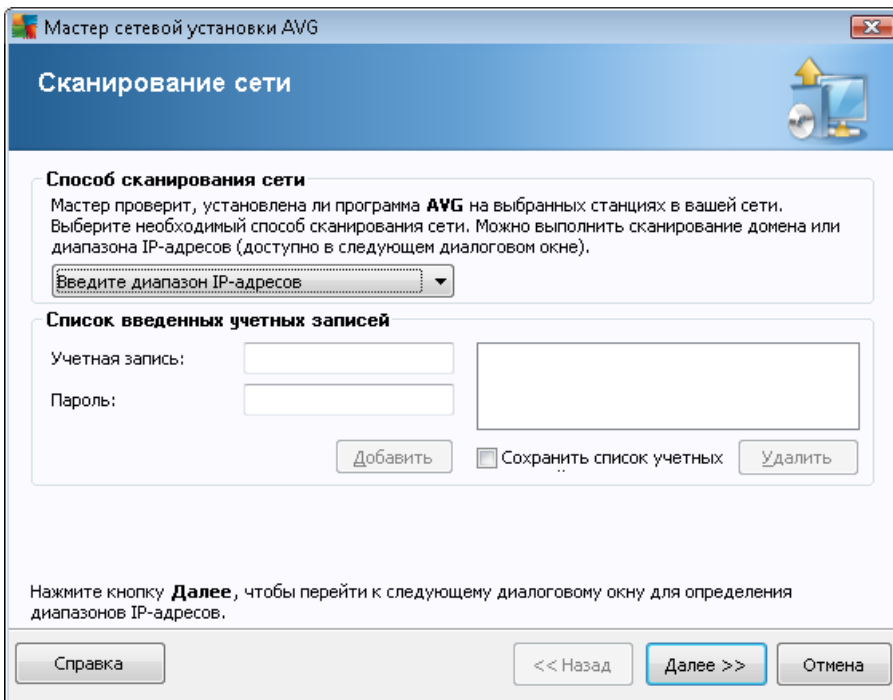 Мастер сетевой установки AVG
Сканирование сети
Способ сканирования сети
Мастер проверит, установлена ли программа AVG на выбранных станциях в вашей сети.
Выберите необходимый способ сканирования сети. Можно выполнить сканирование домена или
диапазона IP-адресов (доступно в следующем диалоговом окне).
Введите диапазон IP-адресов
Список введенных учетных записей
Учетная запись:
Пароль:
Добавить
Сохранить список учетных
Удалить
Нажмите кнопку Далее, чтобы перейти к следующему диалоговому окну для определения
диапазонов IP-адресов.
Справка
<< Назад
Далее >>
Отмена